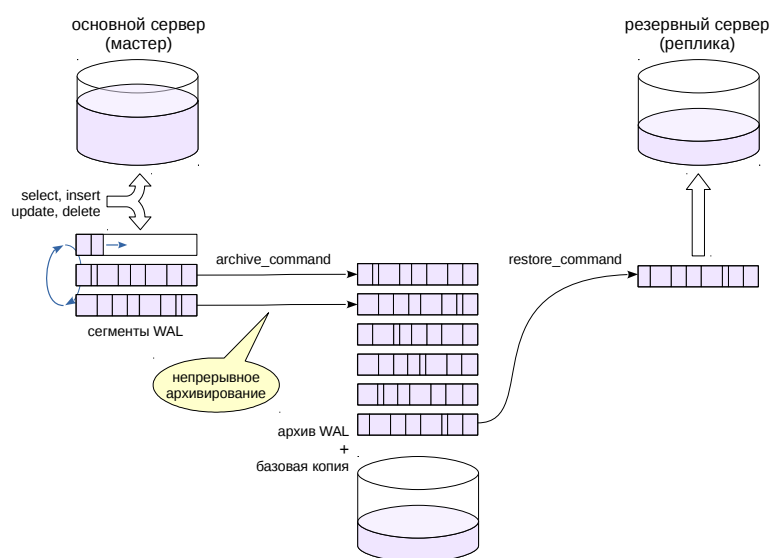 основной сервер
(мастер)
резервный сервер
(реплика)
select, insert
update, delete
archive_command
restore_command
сегменты WAL
непрерывное
архивирование
архив WAL
+
базовая копия